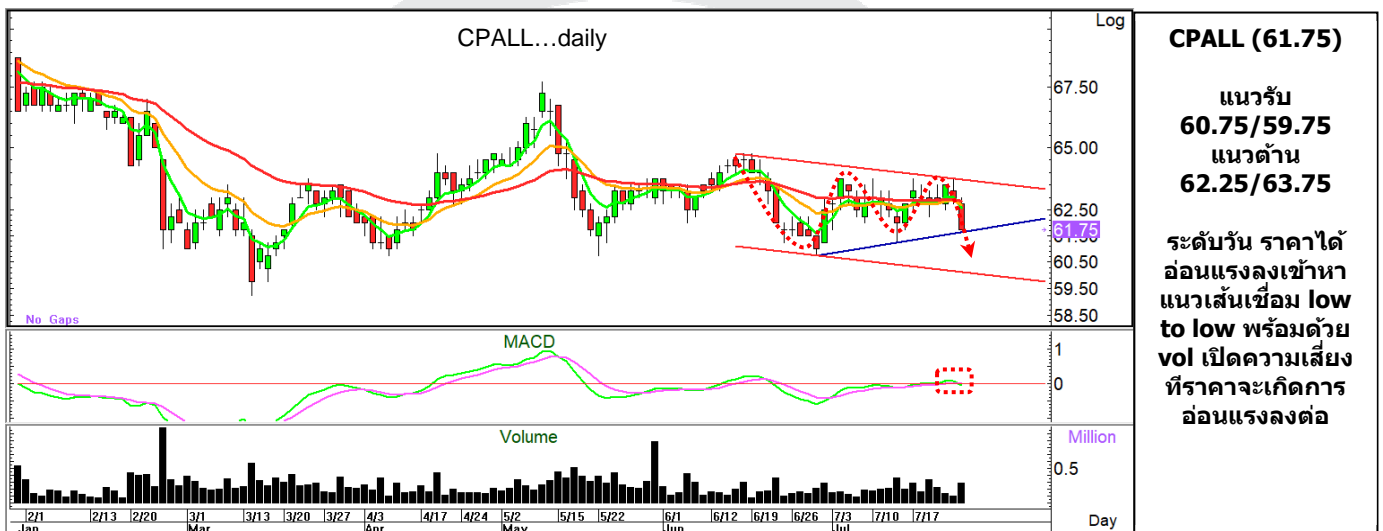 Log
CPALL...daily
67.50
65.00
62.50
61.75
60.50
59.50
58.50
No Gaps
MACD
1
0
Volume
Million
0.5
2/1 2/13 2/20 3/1 3/13 3/20 3/27 4/3 4/17 4/24 5/2 5/15 5/22 6/1 6/12 6/19 6/26 7/3 7/10 7/17
Jan Mar Apr May Jun Jul
Day
CPALL (61.75)
แนวรับ
60.75/59.75
แนวต้าน
62.25/63.75
ระดับวัน ราคาได้
อ่อนแรงลงเข้าหา
แนวเส้นเชื่อม low
to low พร้อมด้วย
vol เปิดความเสี่ยง
ที่ราคาจะเกิดการ
อ่อนแรงลงต่อ